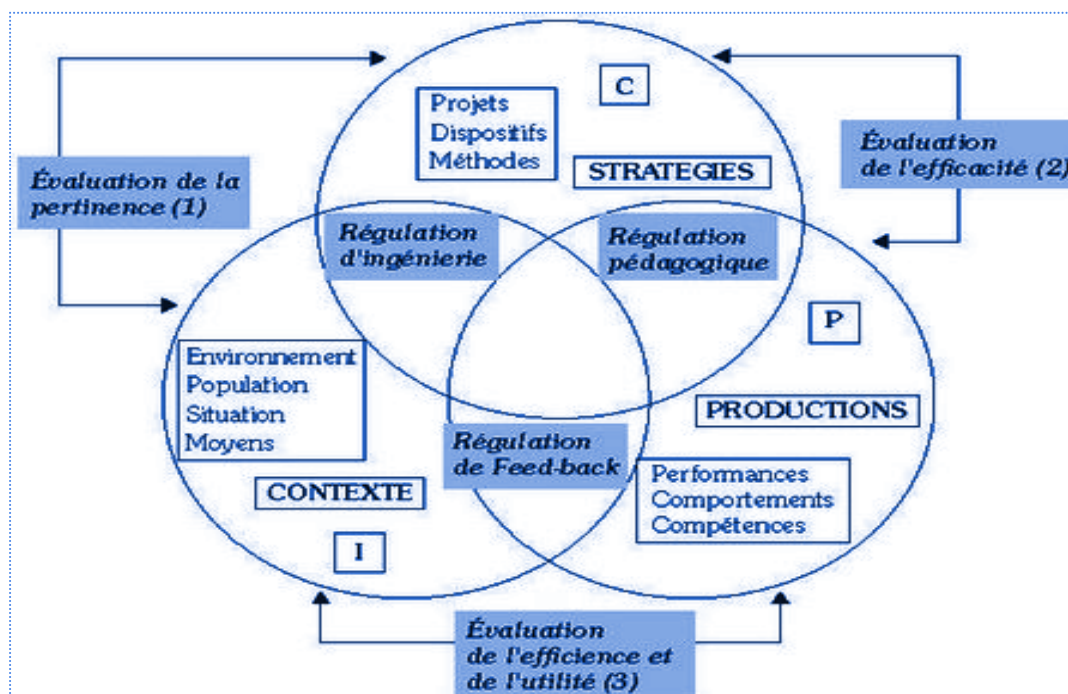 C
Projets
Dispositifs
Méthodes
STRATEGIES
Évaluation
de l'efficacité (2)
Évaluation de la
pertinence (1)
Régulation
d'ingénierie
Régulation
pédagogique
P
Environnement
Population
Situation
Moyens
PRODUCTIONS
Régulation
de Feed-back
Performances
Comportements
Compétences
CONTEXTE
I
Évaluation
de l'efficience et
de l'utilité (3)